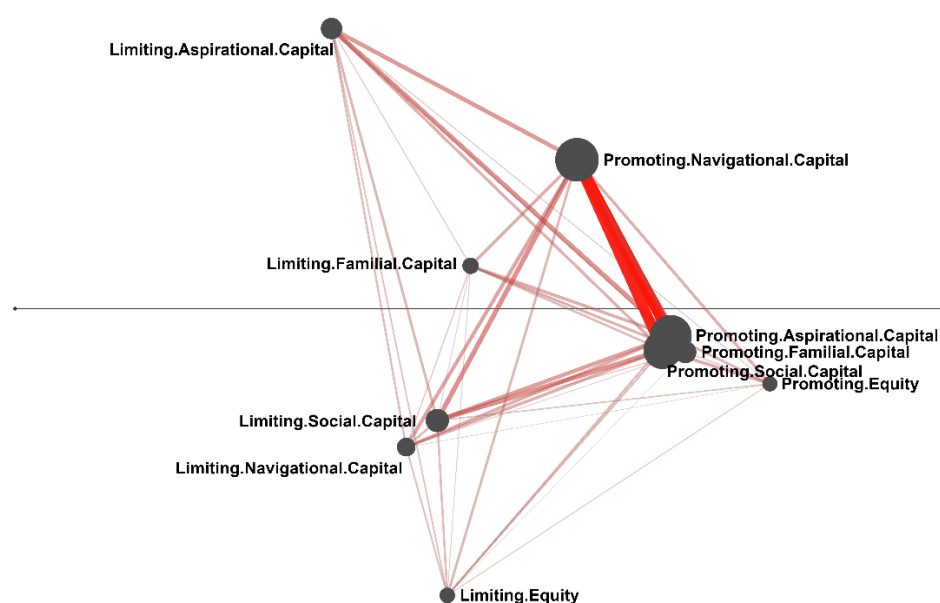 Limiting.Aspirational.Capital
Promoting.Navigational.Capital
Limiting.Familial.Capital
Promoting.Aspirational.Capital
Promoting.Familial.Capital
Promoting.Social.Capital
Promoting.Equity
Limiting.Social.Capital
Limiting.Navigational.Capital
Limiting.Equity